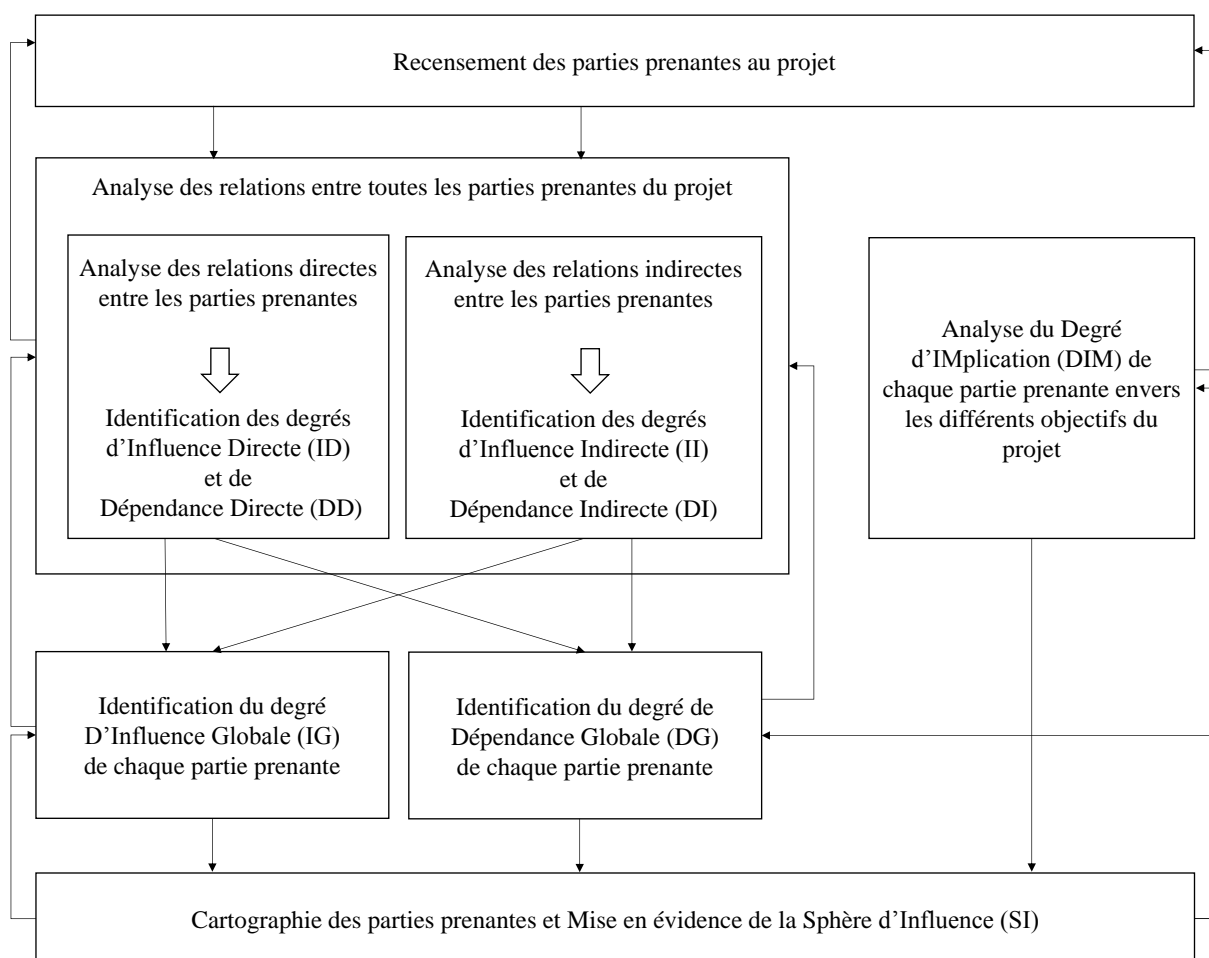 Recensement des parties prenantes au projet
Analyse des relations entre toutes les parties prenantes du projet
Analyse des relations directes
entre les parties prenantes
Identification des degrés
d’Influence Directe (ID)
et de
Dépendance Directe (DD)
Analyse des relations indirectes
entre les parties prenantes
Identification des degrés
d’Influence Indirecte (II)
et de
Dépendance Indirecte (DI)
Analyse du Degré
d’IMplication (DIM) de
chaque partie prenante envers
les différents objectifs du
projet
Identification du degré
D’Influence Globale (IG)
de chaque partie prenante
Identification du degré de
Dépendance Globale (DG)
de chaque partie prenante
Cartographie des parties prenantes et Mise en évidence de la Sphère d’Influence (SI)